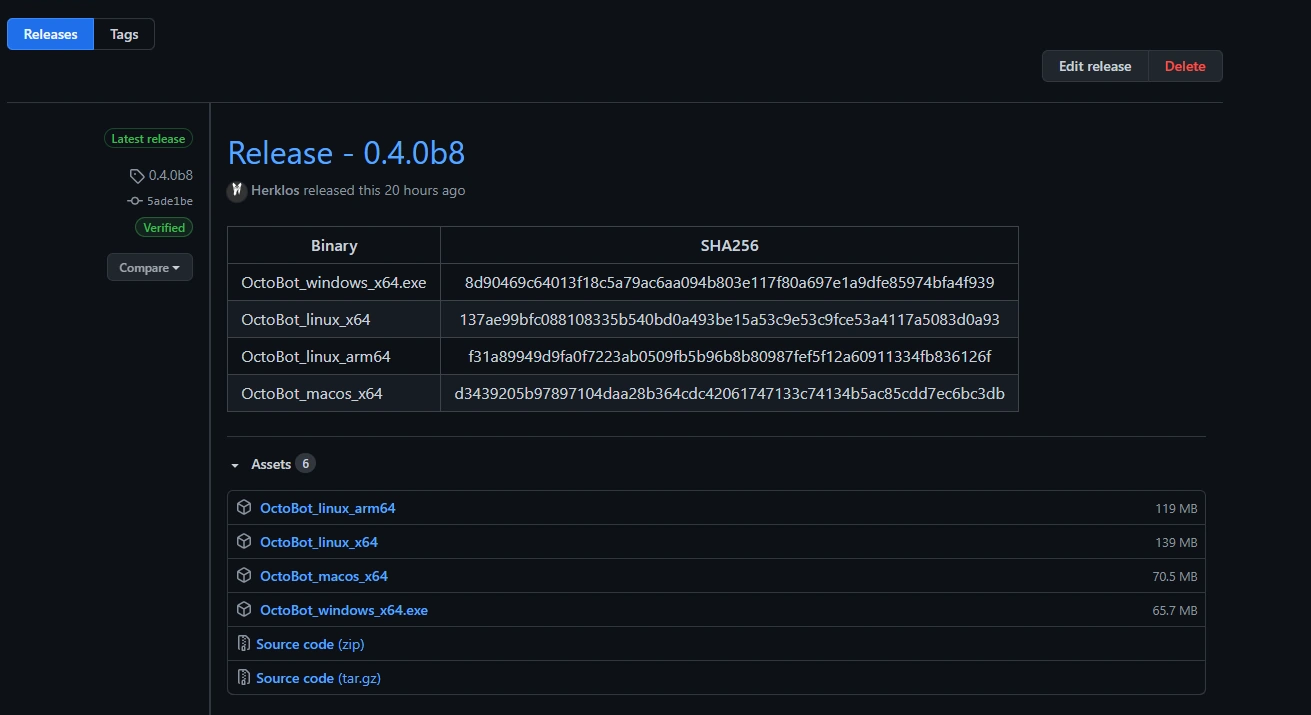 Releases Tags
Edit release Delete
Latest release
0.4.0b8
5ade1be
Verified
Compare
Release - 0.4.0b8
Herklos released this 20 hours ago
Binary SHA256
OctoBot_windows_x64.exe 8d90469c64013f18c5a79ac6aa094b803e117f80a697e1a9dfe85974bfa4f939
OctoBot_linux_x64 137ae99bfc088108335b540bd0a493be15a53c9e53c9fce53a4117a5083d0a93
OctoBot_linux_arm64 f31a89949d9fa0f7223ab0509fb5b96b8b80987fef5f12a60911334fb836126f
OctoBot_macos_x64 d3439205b97897104daa28b364cdc42061747133c74134b5ac85cdd7ec6bc3db
Assets 6
OctoBot_linux_arm64 119 MB
OctoBot_linux_x64 139 MB
OctoBot_macos_x64 70.5 MB
OctoBot_windows_x64.exe 65.7 MB
Source code (zip)
Source code (tar.gz)